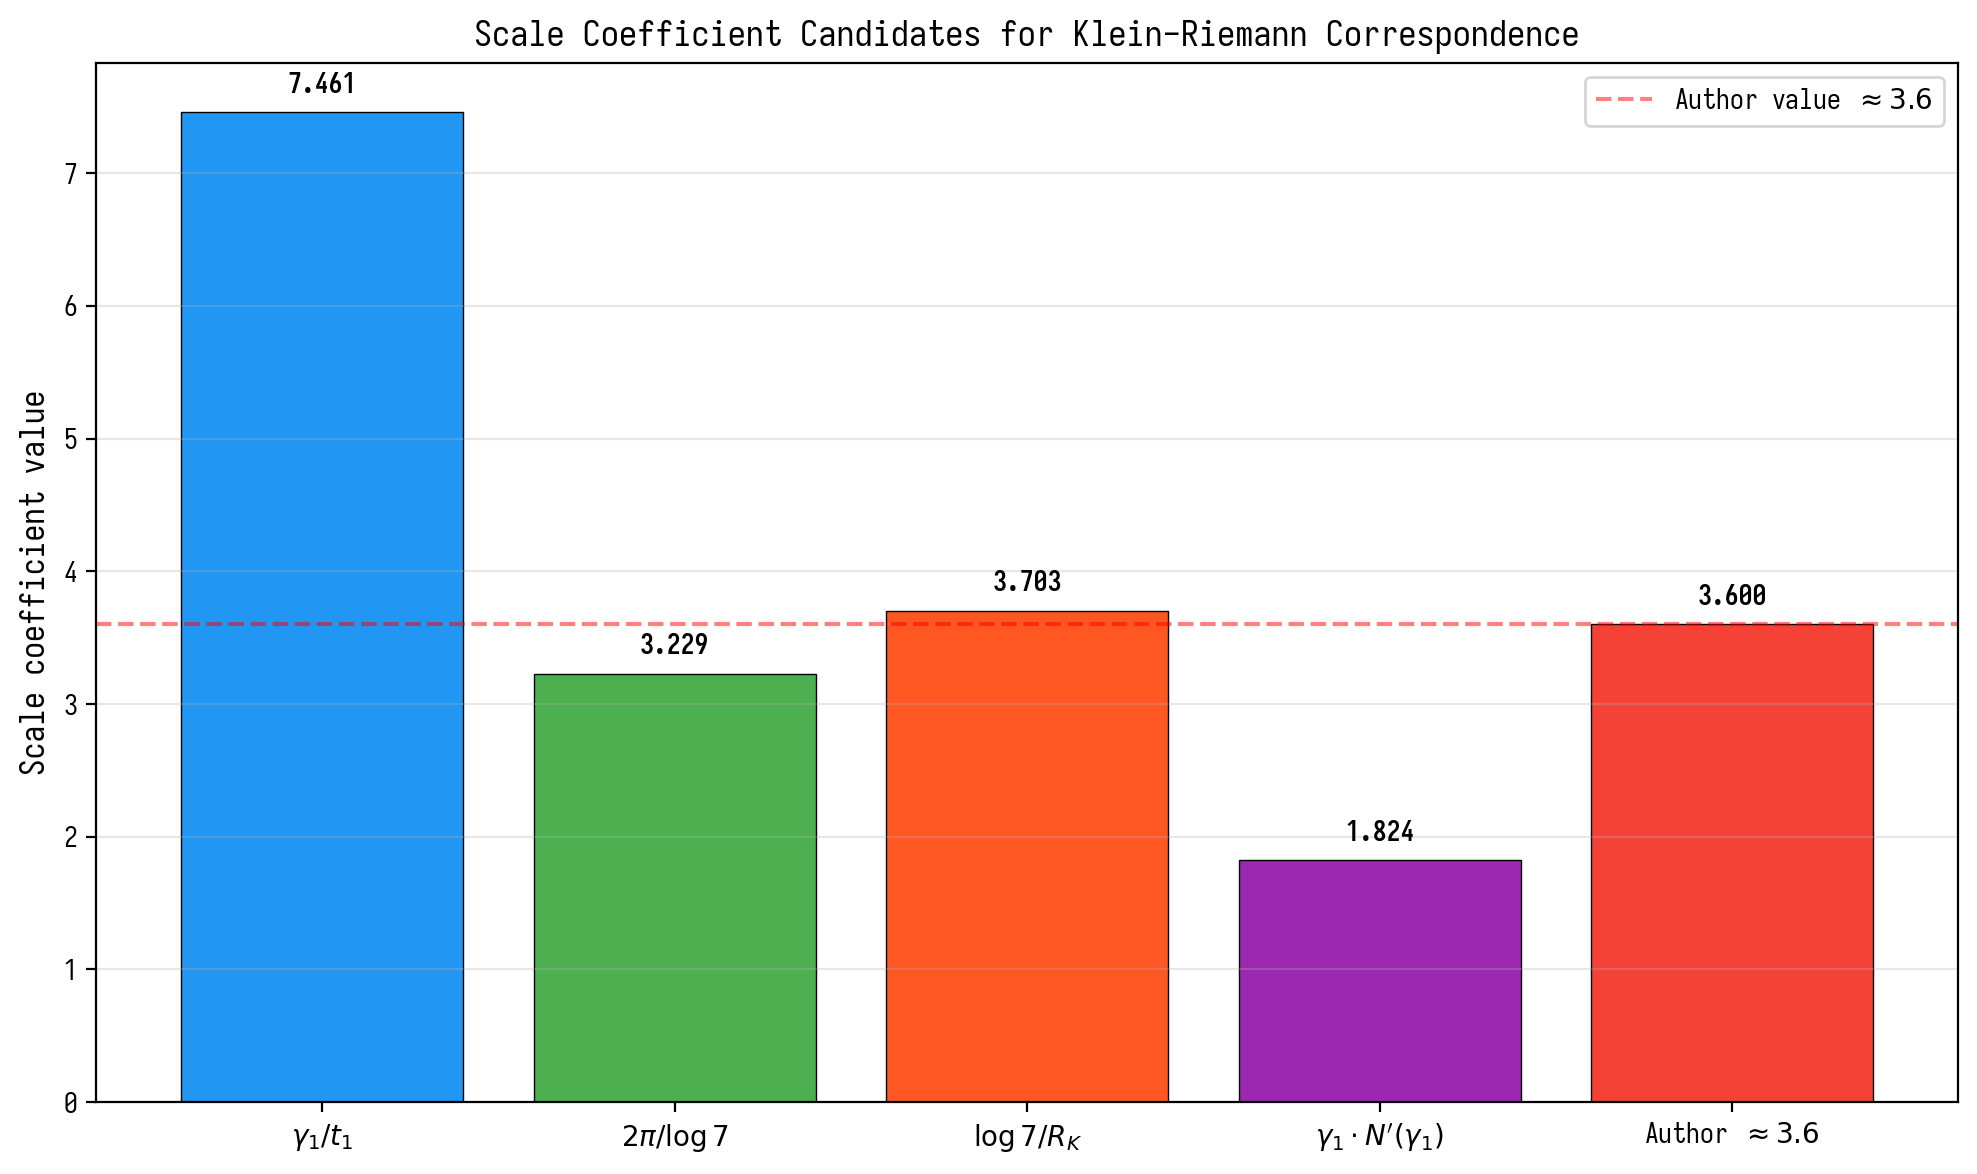 Scale Coefficient Candidates for Klein-Riemann Correspondence
7.461
Author value ≈ 3.6
7
6
5
4
3
2
1
0
Scale coefficient value
3.229
3.703
1.824
3.600
γ₁/t₁
2π/log 7
log 7/R_K
γ₁ · N′(γ₁)
Author ≈ 3.6